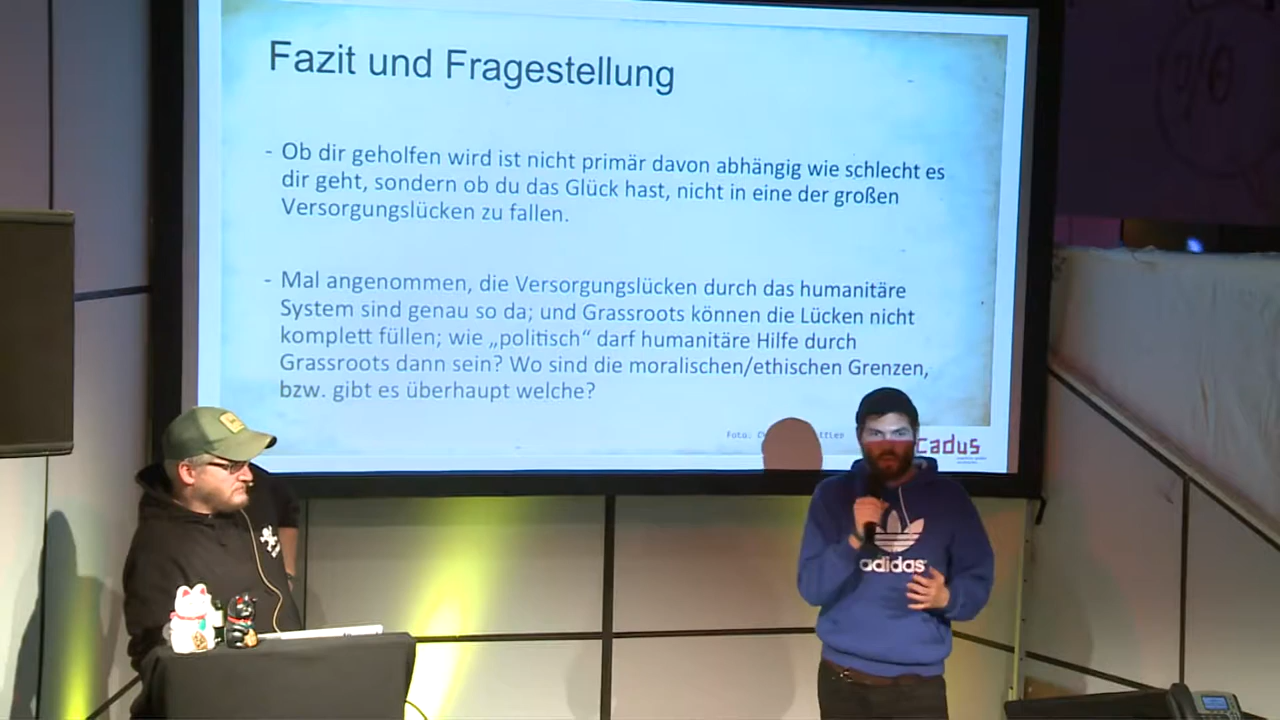 Fazit und Fragestellung
- Ob dir geholfen wird ist nicht primär davon abhängig wie schlecht es
dir geht, sondern ob du das Glück hast, nicht in eine der großen
Versorgungslücken zu fallen.
- Mal angenommen, die Versorgungslücken durch das humanitäre
System sind genau so da; und Grassroots können die Lücken nicht
komplett füllen; wie „politisch“ darf humanitäre Hilfe durch
Grassroots dann sein? Wo sind die moralischen/ethischen Grenzen,
bzw. gibt es überhaupt welche?
Foto:
cadus
adidas